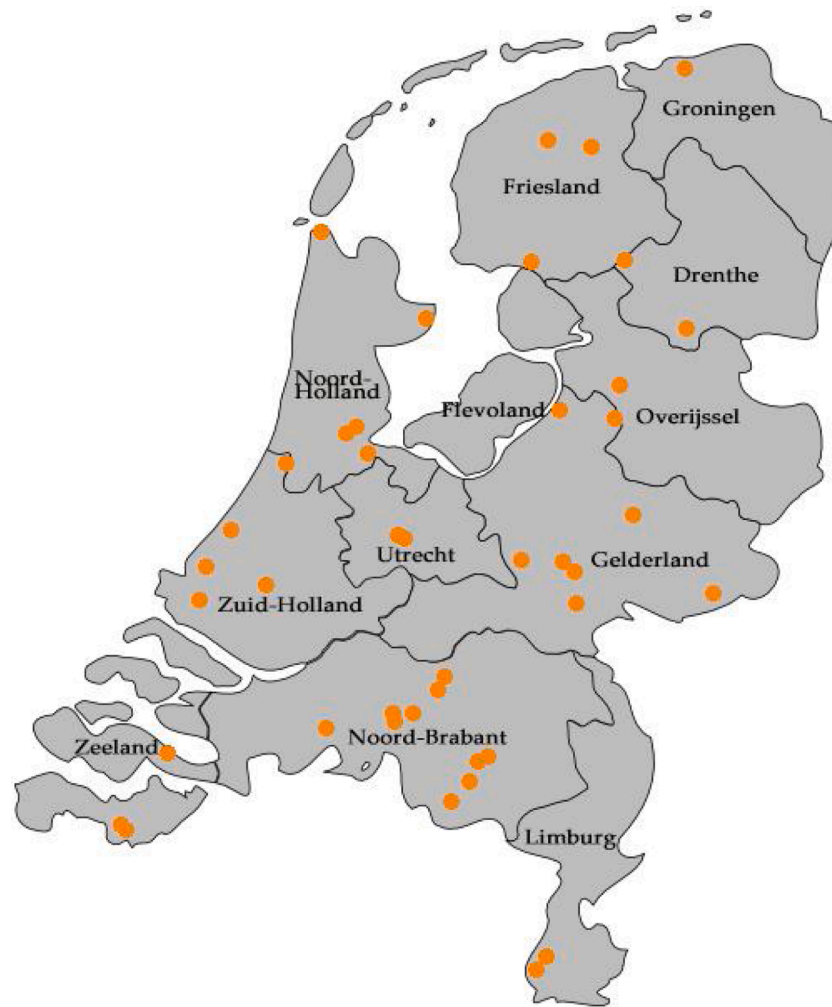 Groningen
Friesland
Drenthe
Noord-
Holland
Flevoland
Overijssel
Utrecht
Gelderland
Zuid-Holland
Zeeland
Noord-Brabant
Limburg